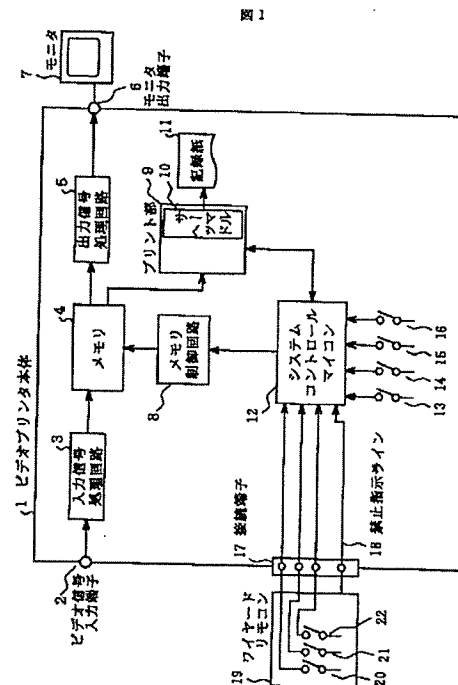 図1
1 ビデオプリンタ本体
2
ビデオ信号
入力端子
3
入力信号
処理回路
4
メモリ
5
出力信号
処理回路
6
モニタ
出力端子
7
モニタ
8
メモリ
制御回路
プリント部
9
10
サーマル
ヘッド
11
記録紙
12
システム
コントロール
マイコン
13
14
15
16
17 接続端子
18 禁止指示ライン
19 ワイヤード
リモコン
20
21
22